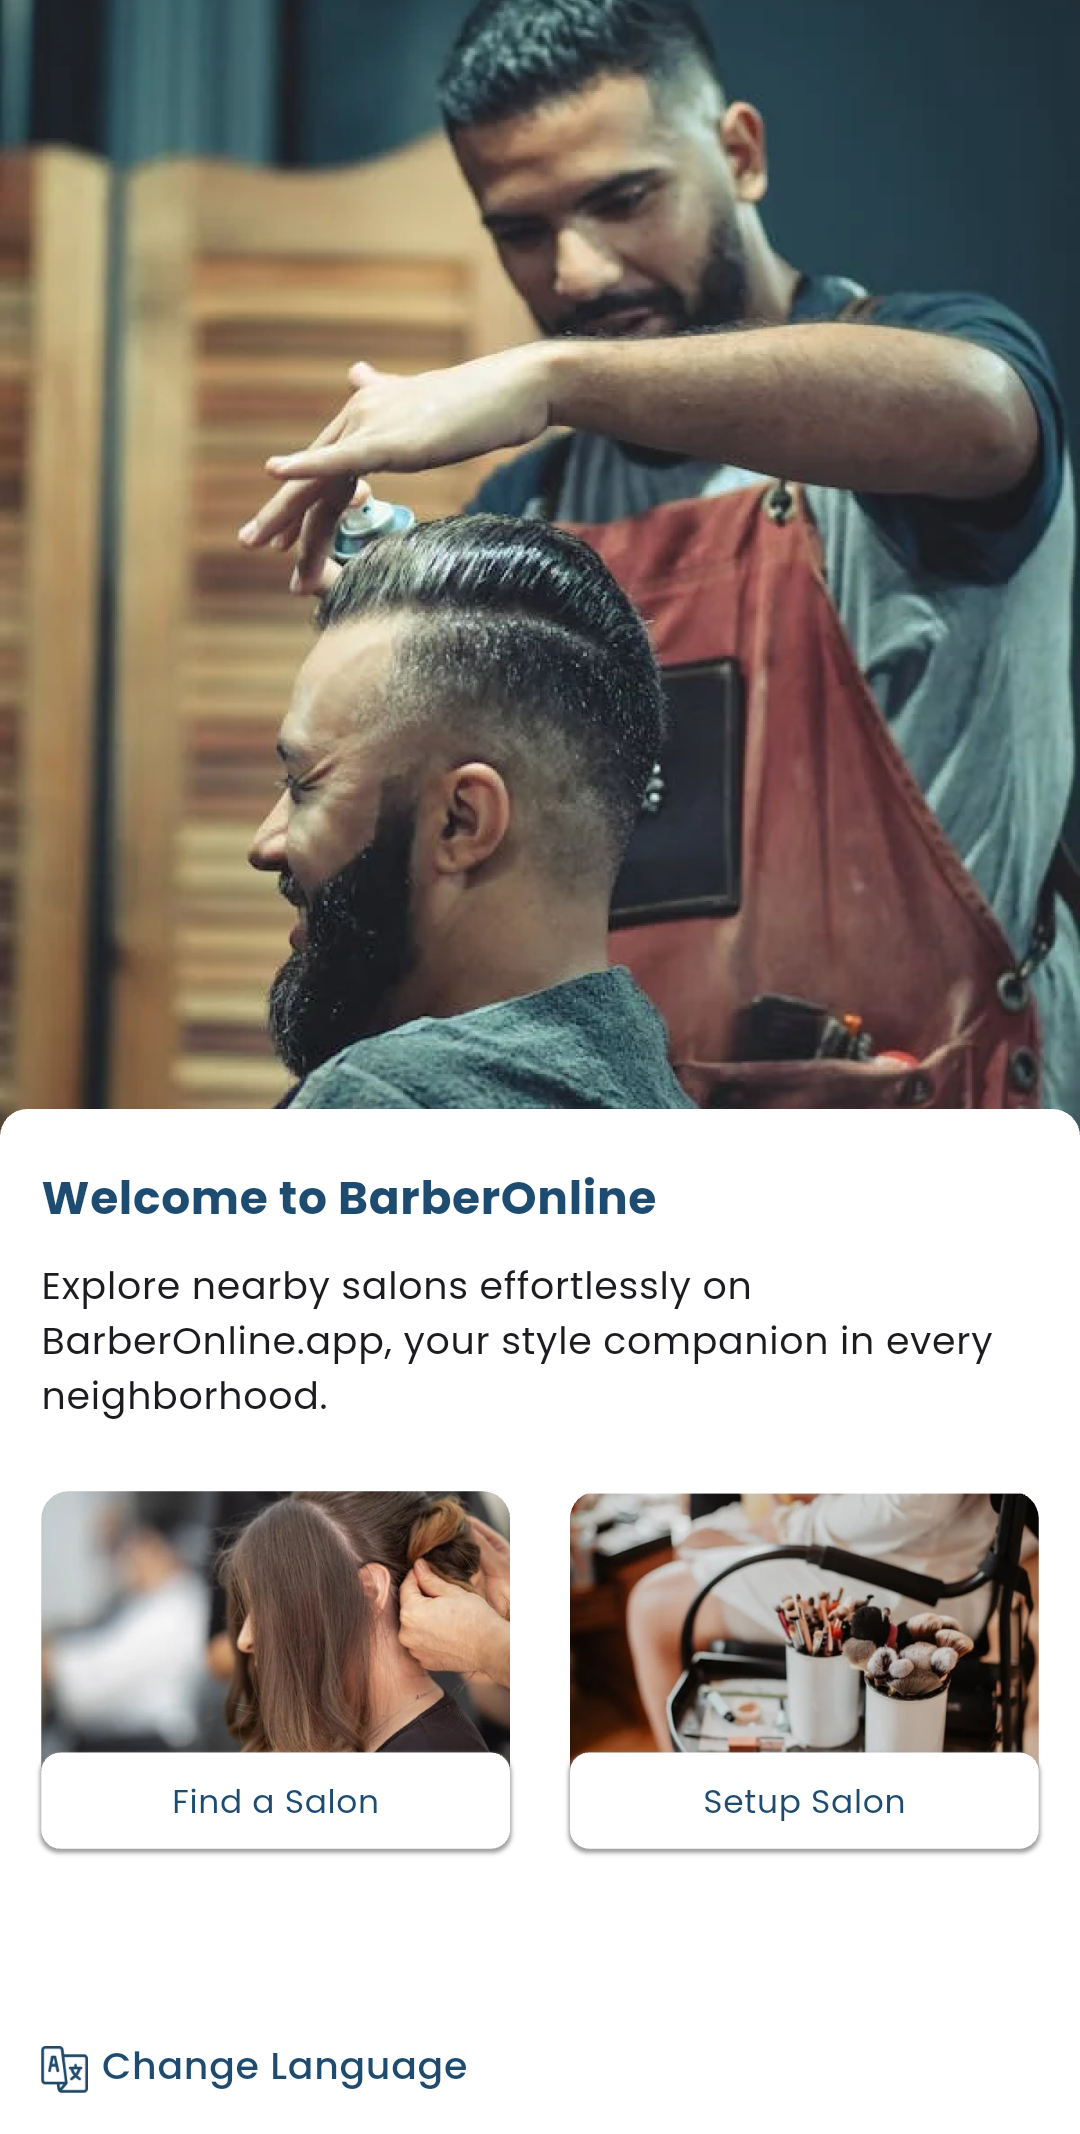 Welcome to BarberOnline
Explore nearby salons effortlessly on
BarberOnline.app, your style companion in every
neighborhood.
Find a Salon
Setup Salon
Change Language